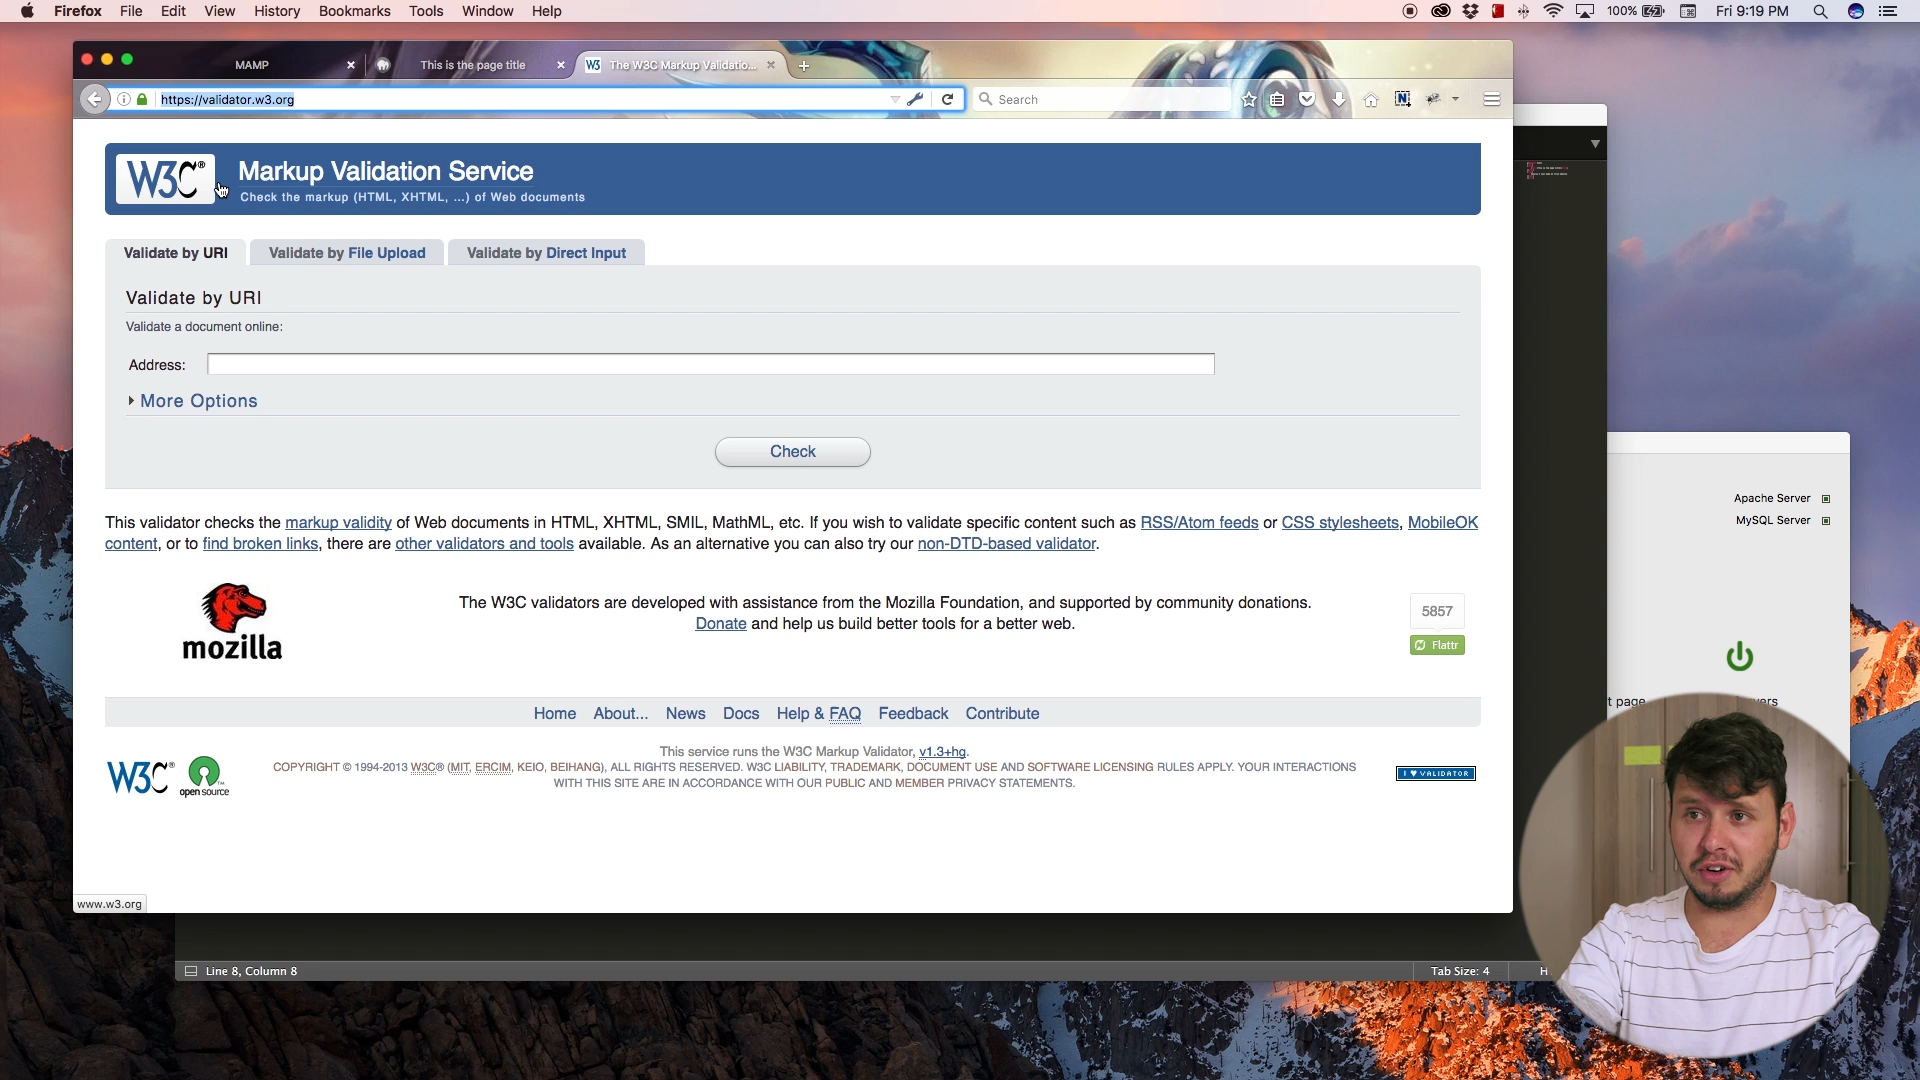 Firefox File Edit View History Bookmarks Tools Window Help
100% Fri 9:19 PM
MAMP
This is the page title
The W3C Markup Validatio...
https://validator.w3.org
Search
W3C® Markup Validation Service
Check the markup (HTML, XHTML, ...) of Web documents
Validate by URI
Validate by File Upload
Validate by Direct Input
Validate by URI
Validate a document online:
Address:
More Options
Check
This validator checks the markup validity of Web documents in HTML, XHTML, SMIL, MathML, etc. If you wish to validate specific content such as RSS/Atom feeds or CSS stylesheets, MobileOK
content, or to find broken links, there are other validators and tools available. As an alternative you can also try our non-DTD-based validator.
mozilla
The W3C validators are developed with assistance from the Mozilla Foundation, and supported by community donations.
Donate and help us build better tools for a better web.
5857
Flattr
Home About... News Docs Help & FAQ Feedback Contribute
W3C®
open source
This service runs the W3C Markup Validator, v1.3+hg.
COPYRIGHT © 1994-2013 W3C® (MIT, ERCIM, KEIO, BEIHANG), ALL RIGHTS RESERVED. W3C LIABILITY, TRADEMARK, DOCUMENT USE AND SOFTWARE LICENSING RULES APPLY. YOUR INTERACTIONS
WITH THIS SITE ARE IN ACCORDANCE WITH OUR PUBLIC AND MEMBER PRIVACY STATEMENTS.
I ♥ VALIDATOR
www.w3.org
Apache Server
MySQL Server
t page
vers
Line 8, Column 8
Tab Size: 4
H